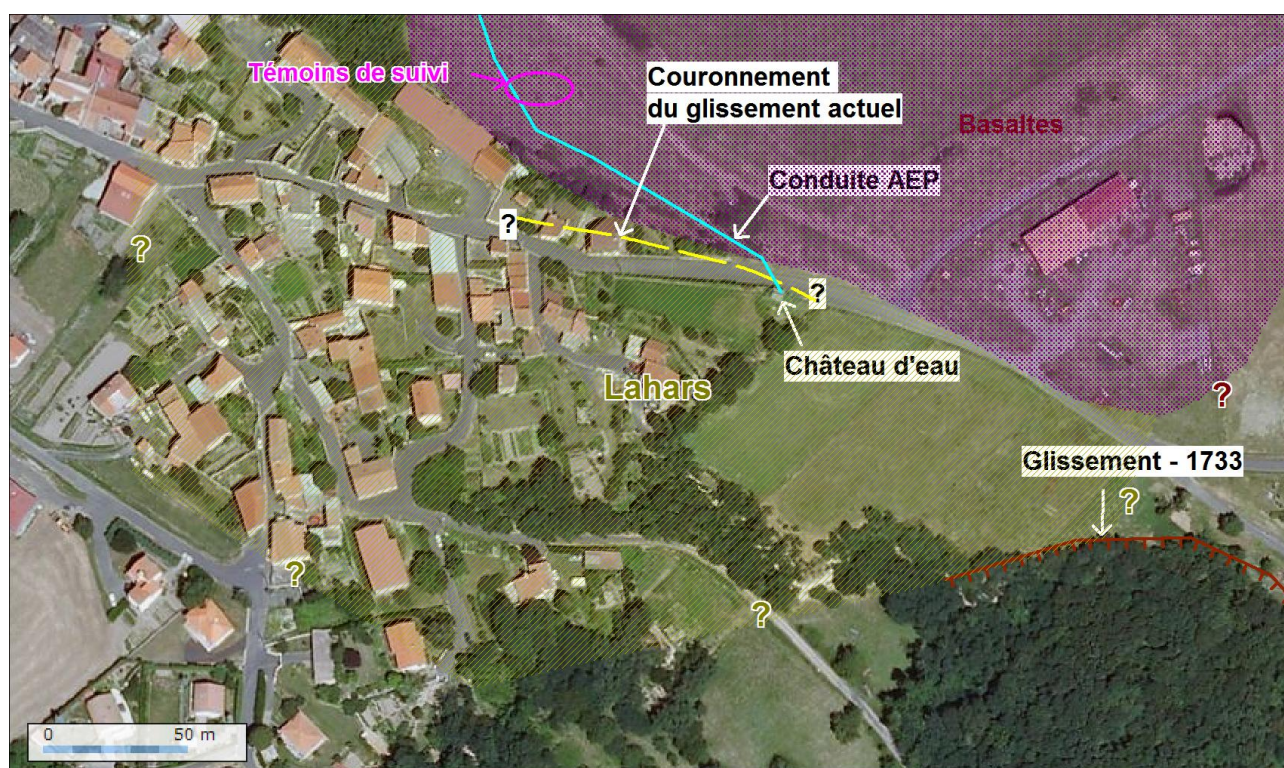 Témoins de suivi
Couronnement
du glissement actuel
Basaltes
Conduite AEP
?
?
?
Château d'eau
Lahars
?
Glissement - 1733
?
?
?
0 50 m